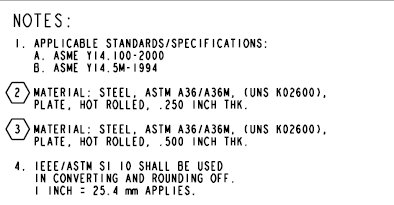 NOTES:
1. APPLICABLE STANDARDS/SPECIFICATIONS:
A. ASME Y14.100-2000
B. ASME Y14.5M-1994
2 MATERIAL: STEEL, ASTM A36/A36M, (UNS K02600),
PLATE, HOT ROLLED, .250 INCH THK.
3 MATERIAL: STEEL, ASTM A36/A36M, (UNS K02600),
PLATE, HOT ROLLED, .500 INCH THK.
4. IEEE/ASTM SI 10 SHALL BE USED
IN CONVERTING AND ROUNDING OFF.
1 INCH = 25.4 mm APPLIES.